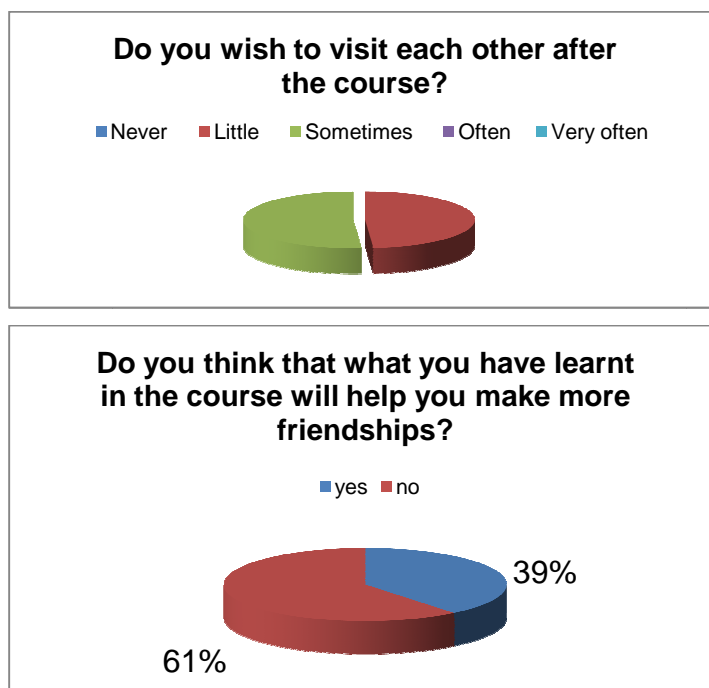 Do you wish to visit each other after
the course?
Never Little Sometimes Often Very often
Do you think that what you have learnt
in the course will help you make more
friendships?
yes no
39%
61%